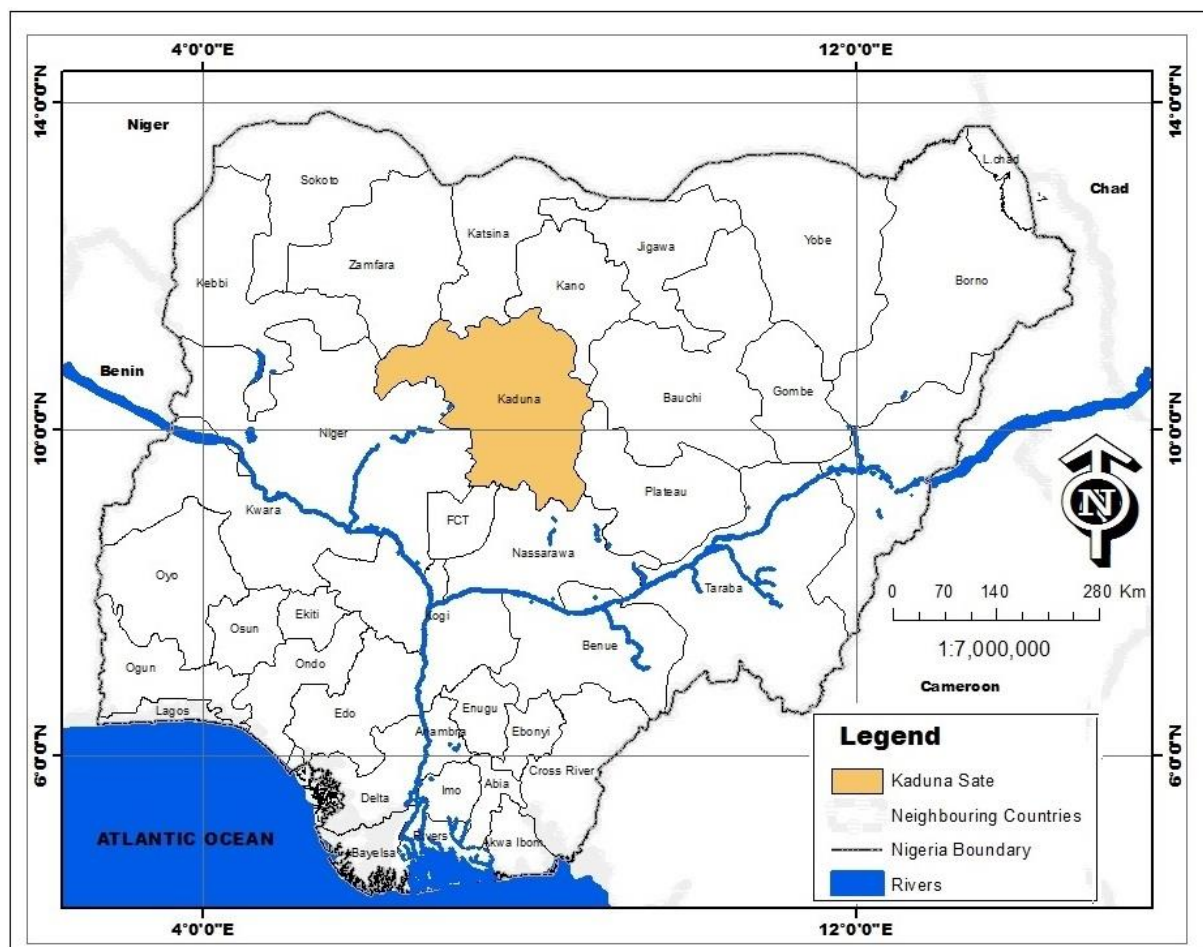 4°0'0"E 12°0'0"E
14°0'0"N 14°0'0"N
Niger
L.chad
Chad
Sokoto
Katsina
Jigawa
Yobe
Zamfara
Kebbi
Kano
Borno
Benin
Kaduna
Bauchi
Gombe
10°0'0"N 10°0'0"N
Niger
Plateau
N
Kwara
FCT
Nassarawa
Oyo
Taraba
0 70 140 280 Km
Ekiti
Kogi
Osun
Benue
1:7,000,000
Ogun
Ondo
Cameroon
Lagos
Edo
Enugu
Anambra
Ebonyi
6°0'0"N 6°0'0"N
Cross River
Delta
Imo
Abia
ATLANTIC OCEAN
Rivers
Akwa Ibom
Bayelsa
Legend
Kaduna Sate
Neighbouring Countries
Nigeria Boundary
Rivers
4°0'0"E 12°0'0"E